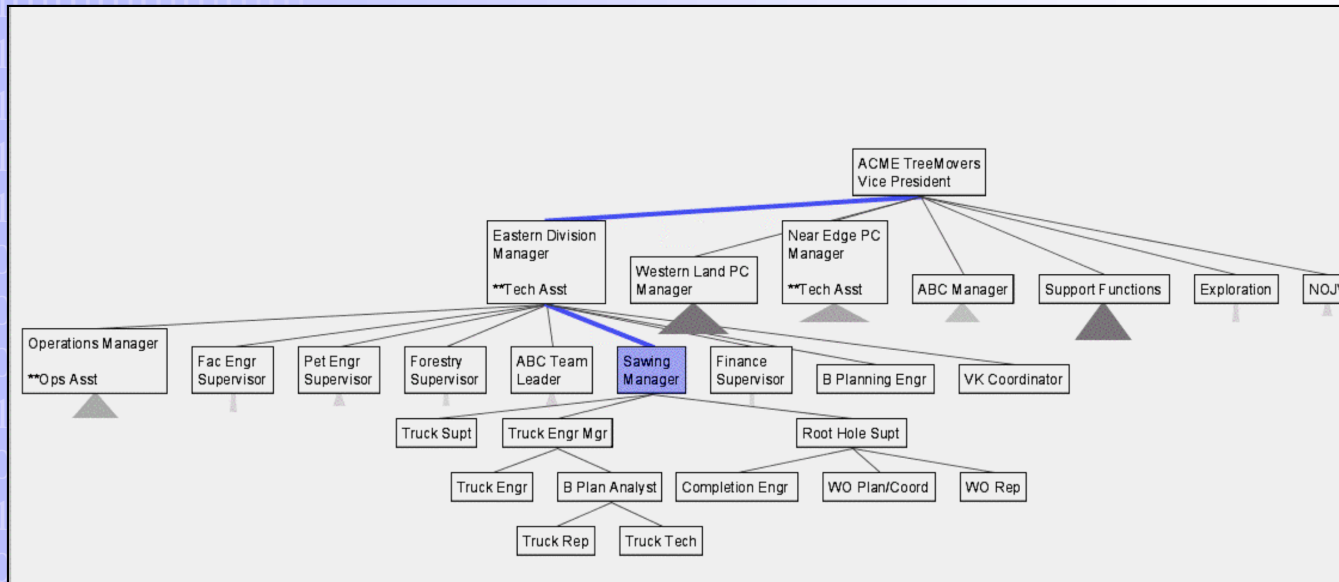 ACME TreeMovers
Vice President
Eastern Division
Manager
**Tech Asst
Western Land PC
Manager
Near Edge PC
Manager
**Tech Asst
ABC Manager
Support Functions
Exploration
Operations Manager
**Ops Asst
Fac Engr
Supervisor
Pet Engr
Supervisor
Forestry
Supervisor
ABC Team
Leader
Sawing
Manager
Finance
Supervisor
B Planning Engr
VK Coordinator
Truck Supt
Truck Engr Mgr
Root Hole Supt
Truck Engr
B Plan Analyst
Completion Engr
WO Plan/Coord
WO Rep
Truck Rep
Truck Tech